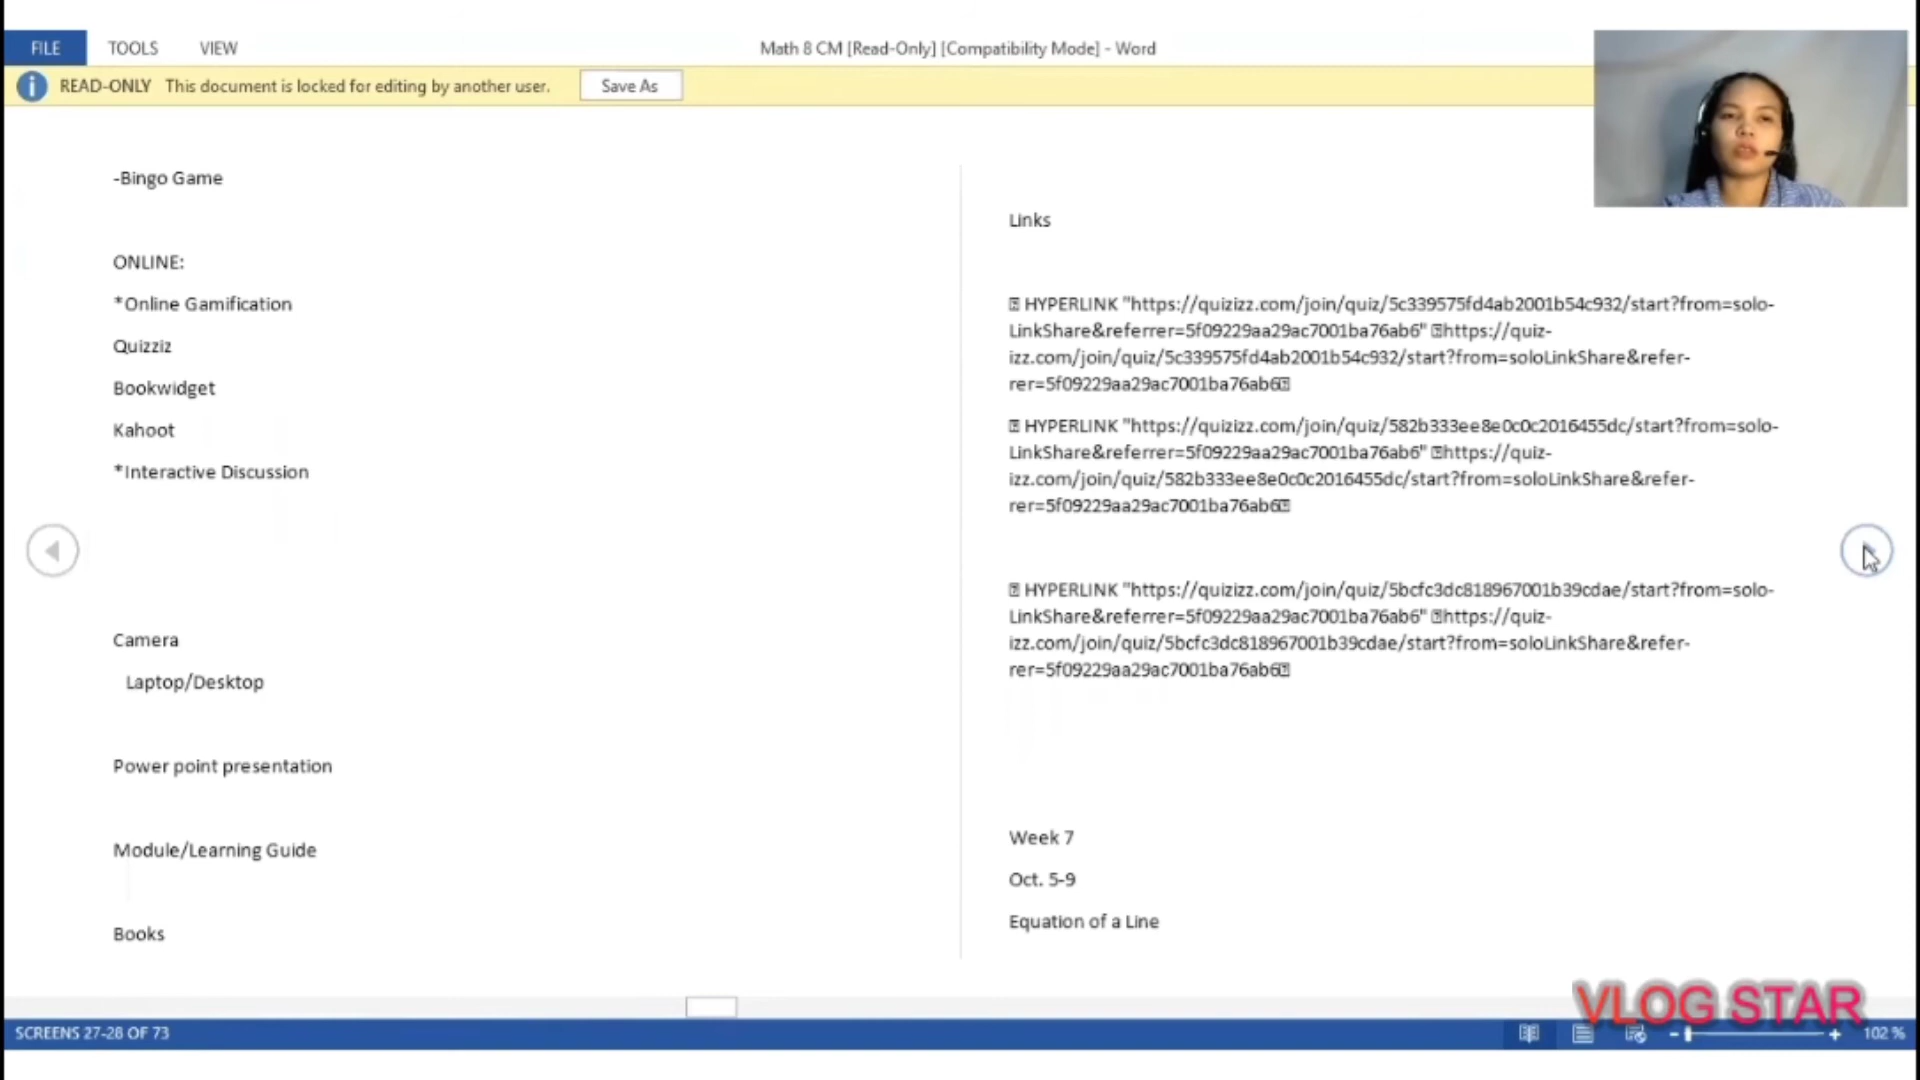 FILE TOOLS VIEW Math 8 CM [Read-Only] [Compatibility Mode] - Word
READ-ONLY This document is locked for editing by another user. Save As
-Bingo Game
ONLINE:
*Online Gamification
Quizziz
Bookwidget
Kahoot
*Interactive Discussion
Camera
Laptop/Desktop
Power point presentation
Module/Learning Guide
Books
Links
HYPERLINK "https://quizizz.com/join/quiz/5c339575fd4ab2001b54c932/start?from=solo-
LinkShare&referrer=5f09229aa29ac7001ba76ab6" https://quiz-
izz.com/join/quiz/5c339575fd4ab2001b54c932/start?from=soloLinkShare&refer-
rer=5f09229aa29ac7001ba76ab6
HYPERLINK "https://quizizz.com/join/quiz/582b333ee8e0c0c2016455dc/start?from=solo-
LinkShare&referrer=5f09229aa29ac7001ba76ab6" https://quiz-
izz.com/join/quiz/582b333ee8e0c0c2016455dc/start?from=soloLinkShare&refer-
rer=5f09229aa29ac7001ba76ab6
HYPERLINK "https://quizizz.com/join/quiz/5bcfc3dc818967001b39cdae/start?from=solo-
LinkShare&referrer=5f09229aa29ac7001ba76ab6" https://quiz-
izz.com/join/quiz/5bcfc3dc818967001b39cdae/start?from=soloLinkShare&refer-
rer=5f09229aa29ac7001ba76ab6
Week 7
Oct. 5-9
Equation of a Line
VLOG STAR
SCREENS 27-28 OF 73 102 %